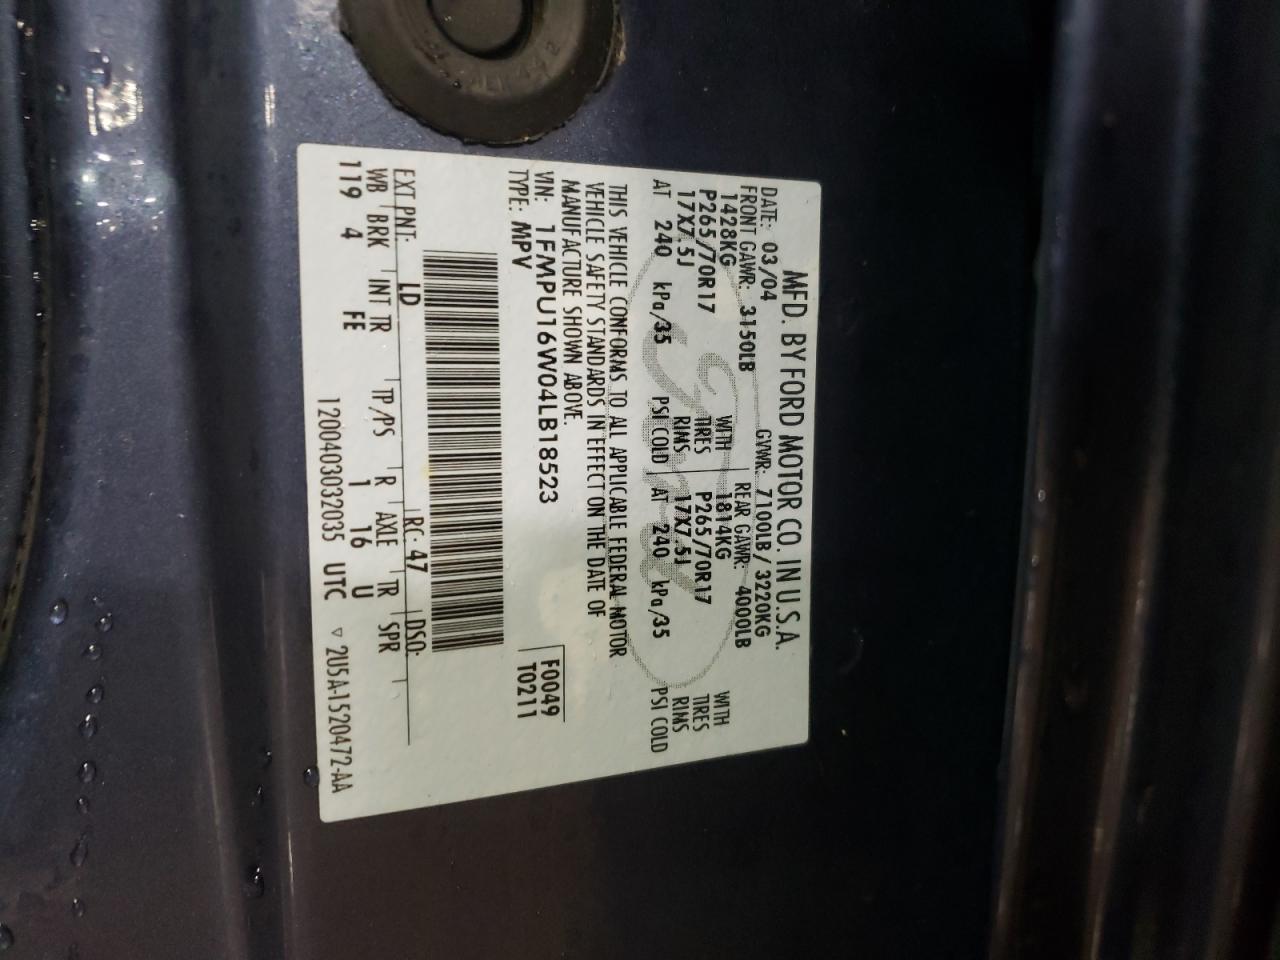 MFD. BY FORD MOTOR CO. IN U.S.A.
DATE: 03/04 GVWR: 7100LB/ 3220KG
FRONT GAWR: 3150LB REAR GAWR: 4000LB
1428KG WITH 1814KG WITH
P265/70R17 TIRES P265/70R17 TIRES
17X7.5J RIMS 17X7.5J RIMS
AT 240 kPa/35 PSI COLD AT 240 kPa/35 PSI COLD
THIS VEHICLE CONFORMS TO ALL APPLICABLE FEDERAL MOTOR
VEHICLE SAFETY STANDARDS IN EFFECT ON THE DATE OF
MANUFACTURE SHOWN ABOVE.
VIN: 1FMPU16W04LB18523 F0049
TYPE: MPV T0211
EXT PNT: LD RC: 47 DSO:
WB BRK INT TR TP/PS R AXLE TR SPR
119 4 FE 1 16 U
1200403032035 UTC ▽ 2U5A-1520472-AA